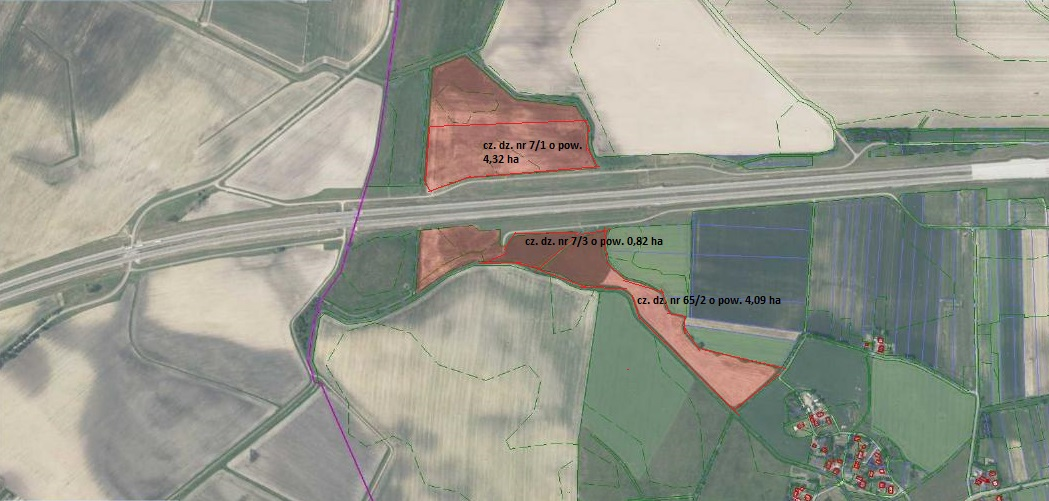 cz. dz. nr 7/1 o pow.
4,32 ha
cz. dz. nr 7/3 o pow. 0,82 ha
cz. dz. nr 65/2 o pow. 4,09 ha